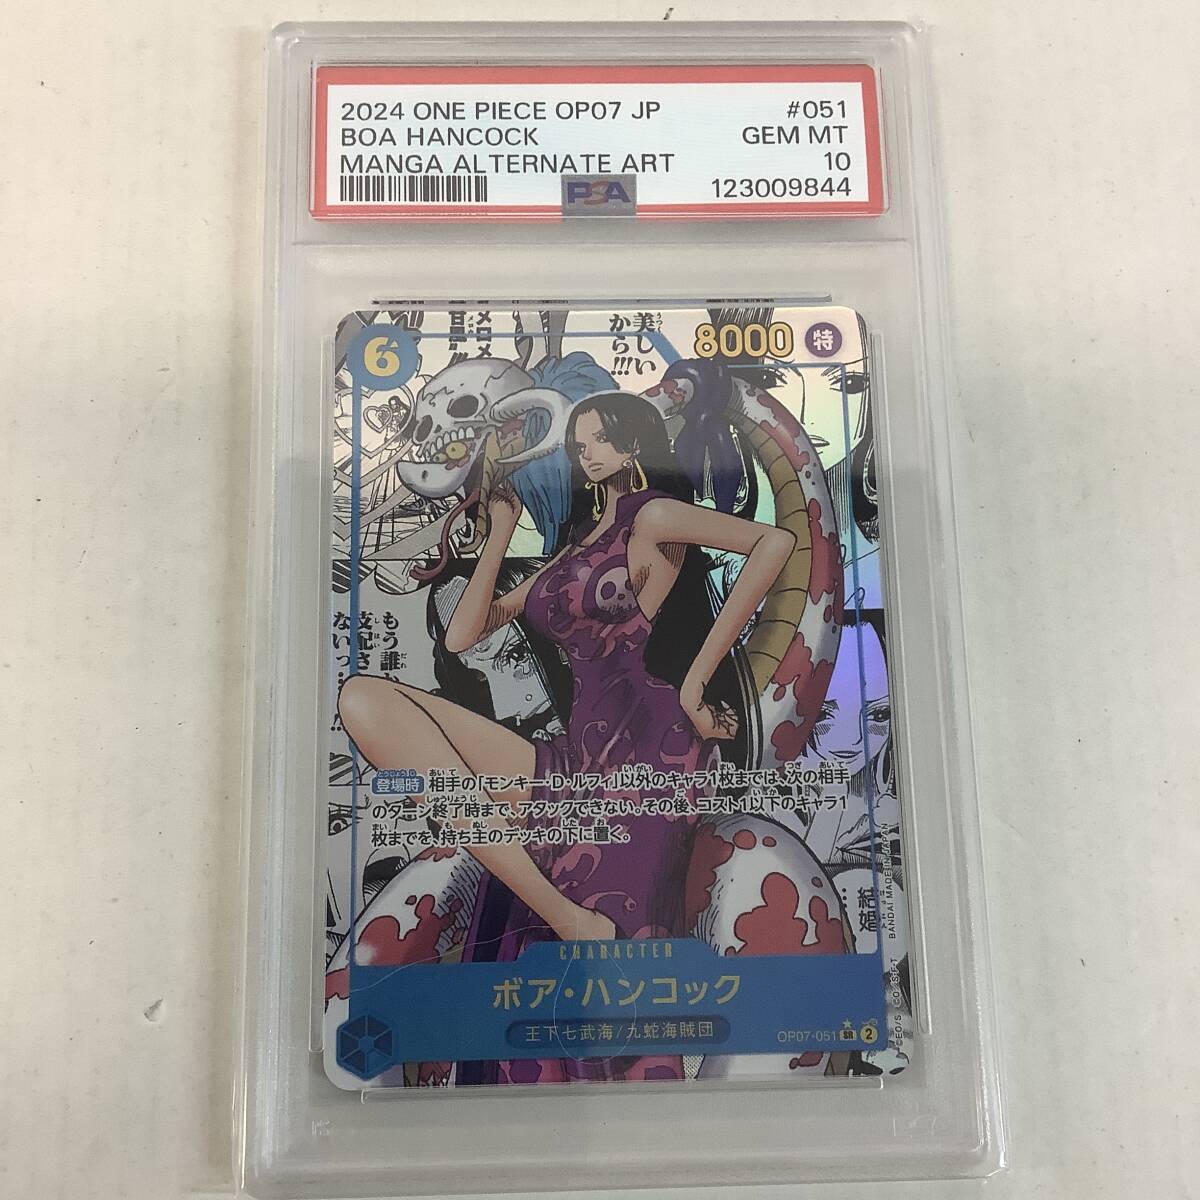 2024 ONE PIECE OP07 JP #051
BOA HANCOCK GEM MT
MANGA ALTERNATE ART 10
PSA 123009844
6
8000 特
美しい
から!!!
メロメロ
甘風!!!
もう誰か
支配さ
ない…!!
登場時 相手の「モンキー・D・ルフィ」以外のキャラ1枚までは、次の相手
のターン終了時まで、アタックできない。その後、コスト1以下のキャラ1
枚までを、持ち主のデッキの下に置く。
結婚
…
BANDAI MADE IN JAPAN
CHARACTER
ボア・ハンコック
王下七武海/九蛇海賊団
OP07-051 SR 2